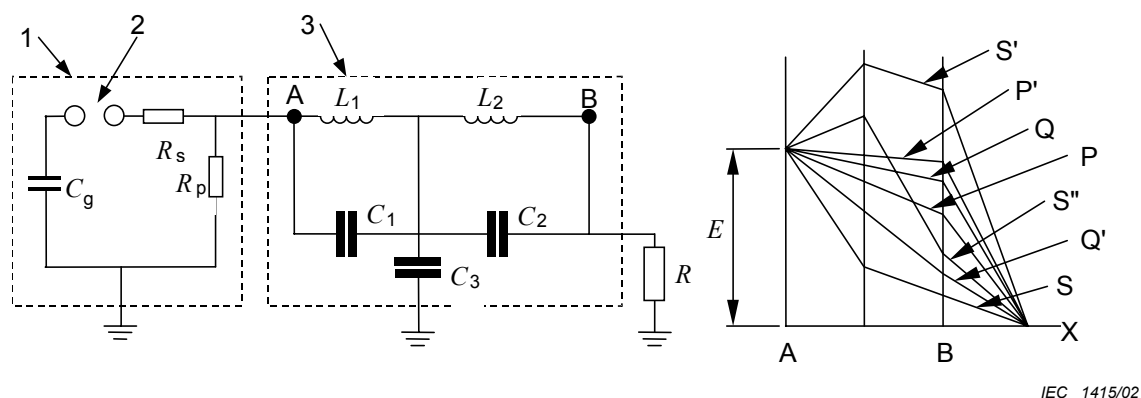 1
2
3
A
L1
L2
B
Rs
Rp
Cg
C1
C2
C3
R
S'
P'
Q
P
S"
Q'
S
E
X
A
B
IEC 1415/02